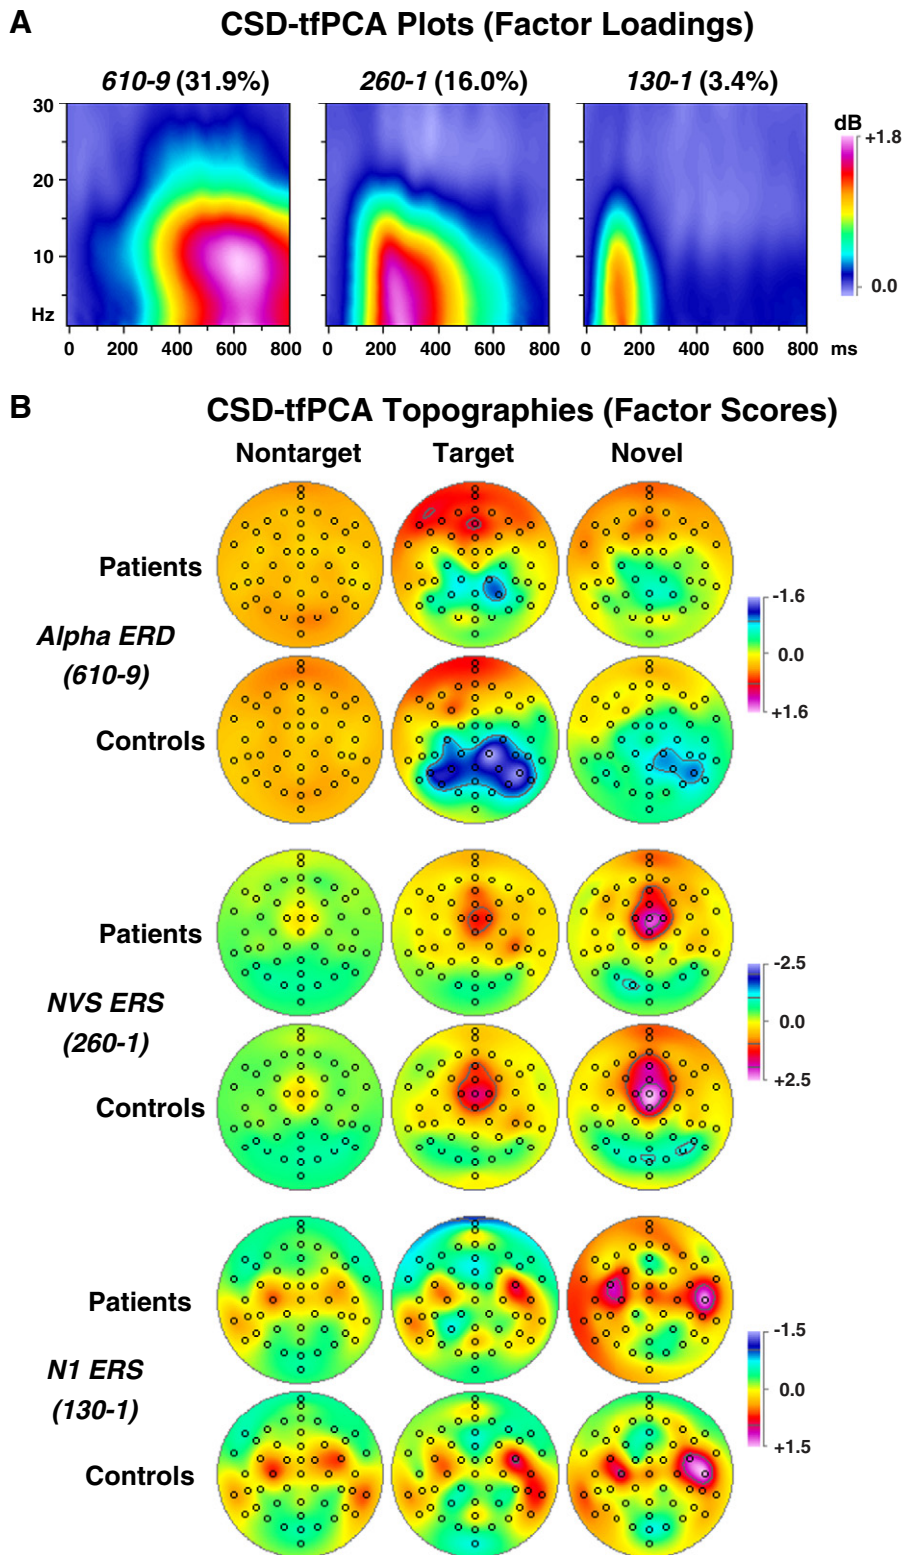 A
CSD-tfPCA Plots (Factor Loadings)
610-9 (31.9%) 260-1 (16.0%) 130-1 (3.4%)
30
20
10
Hz
dB
+1.8
0.0
0 200 400 600 800 0 200 400 600 800 0 200 400 600 800 ms
B
CSD-tfPCA Topographies (Factor Scores)
Nontarget Target Novel
Patients
Alpha ERD
(610-9)
Controls
-1.6
0.0
+1.6
Patients
NVS ERS
(260-1)
Controls
-2.5
0.0
+2.5
Patients
N1 ERS
(130-1)
Controls
-1.5
0.0
+1.5